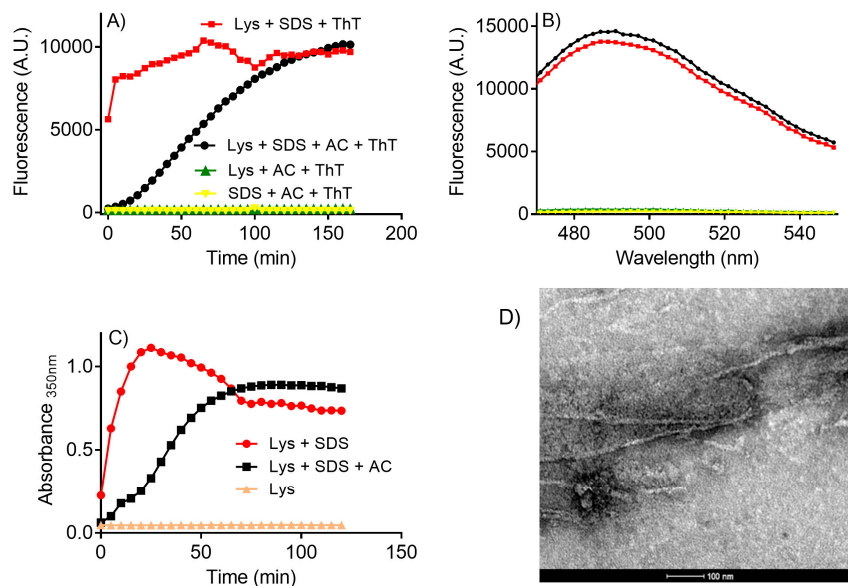 A)
Lys + SDS + ThT
10000
5000
0
Fluorescence (A.U.)
Lys + SDS + AC + ThT
Lys + AC + ThT
SDS + AC + ThT
0 50 100 150 200
Time (min)
B)
15000
10000
5000
0
Fluorescence (A.U.)
480 500 520 540
Wavelength (nm)
C)
1.0
0.5
0.0
Absorbance 350nm
Lys + SDS
Lys + SDS + AC
Lys
0 50 100 150
Time (min)
D)
100 nm